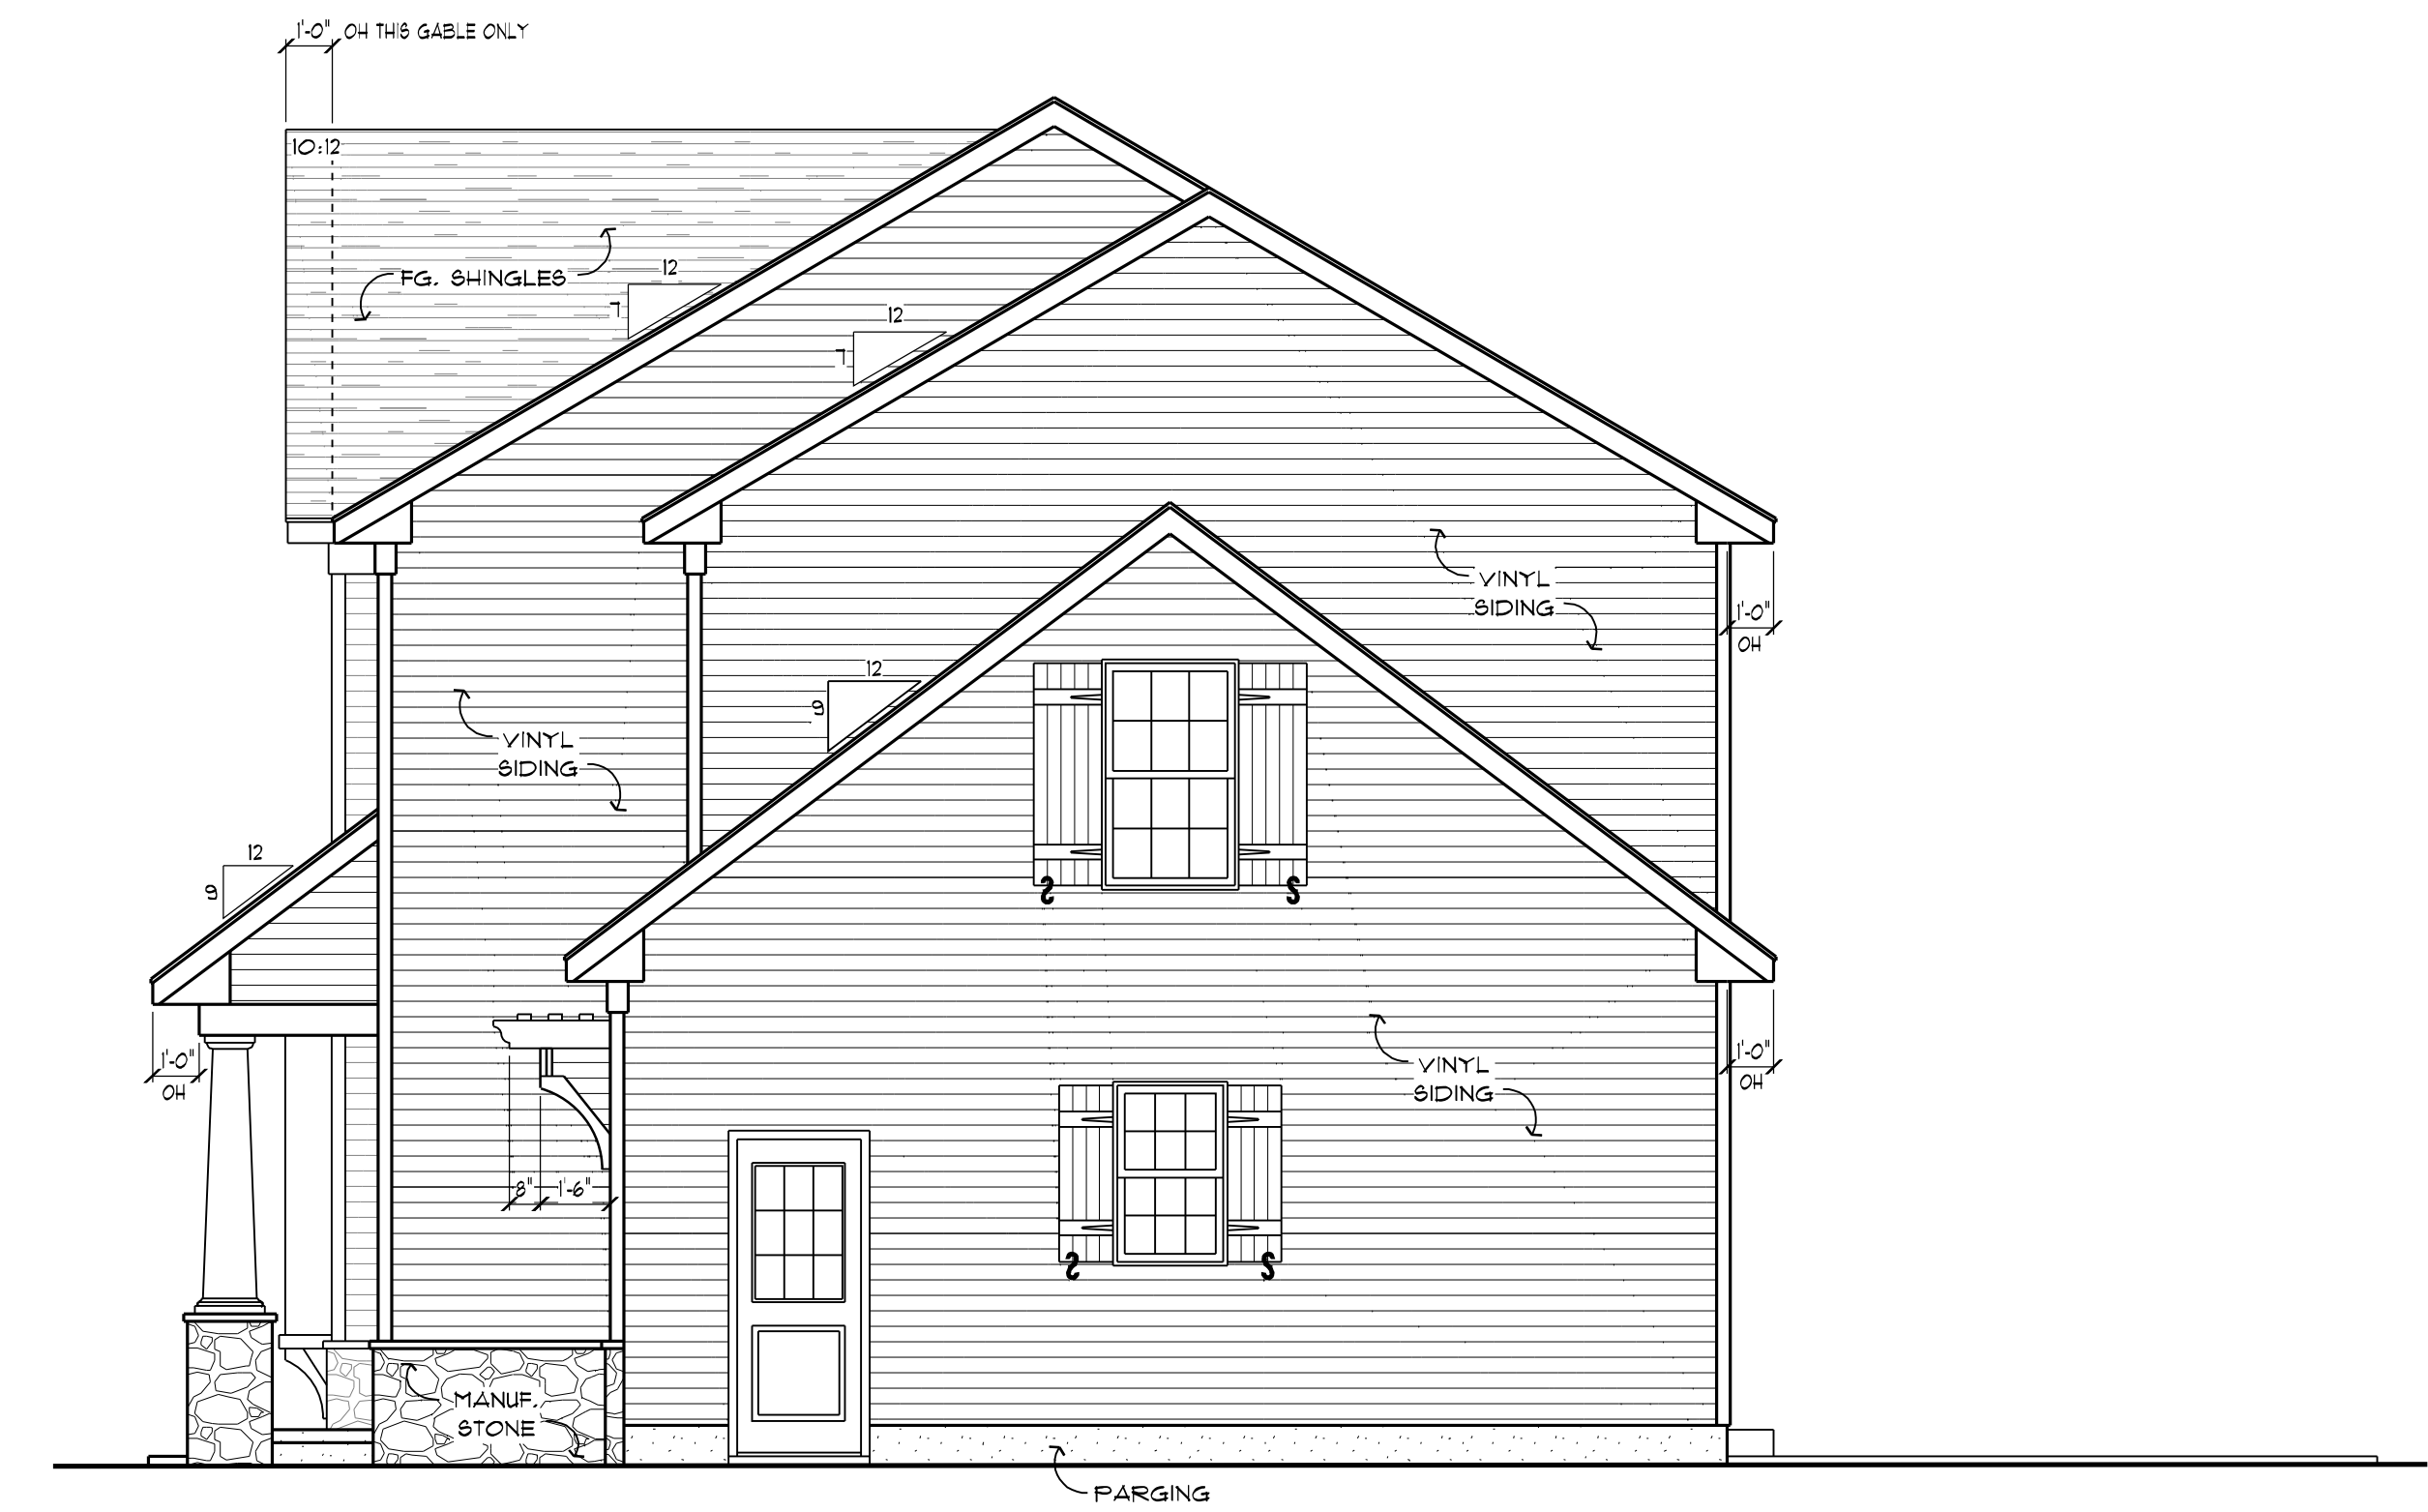 1'-0" OH THIS GABLE ONLY
10:12
FG. SHINGLES
12
7
12
7
VINYL
SIDING
1'-0"
OH
12
9
VINYL
SIDING
12
9
1'-0"
OH
1'-0"
OH
VINYL
SIDING
8" 1'-6"
MANUF.
STONE
PARGING